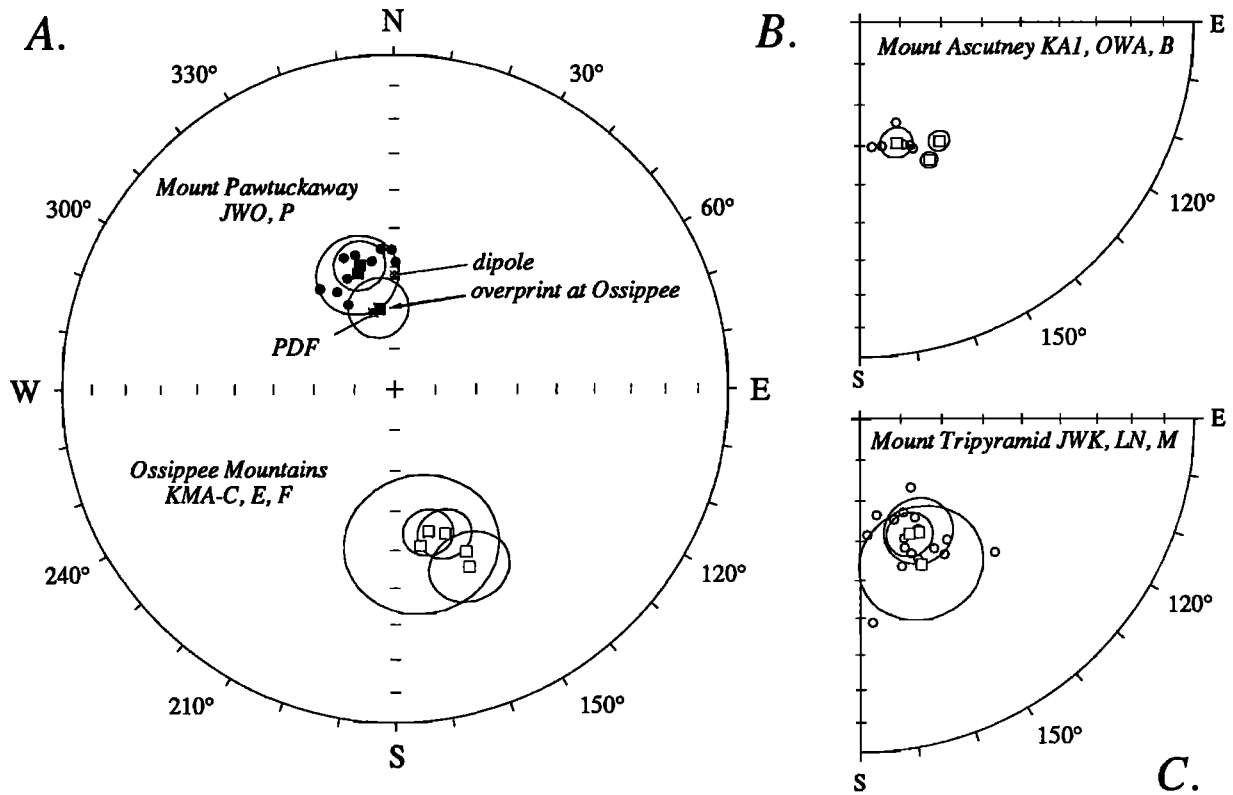 A.
N
330°
30°
300°
60°
Mount Pawtuckaway
JWO, P
dipole
overprint at Ossippee
PDF
W
E
Ossippee Mountains
KMA-C, E, F
240°
120°
210°
150°
S
B.
E
Mount Ascutney KA1, OWA, B
120°
150°
S
E
Mount Tripyramid JWK, LN, M
120°
150°
S
C.